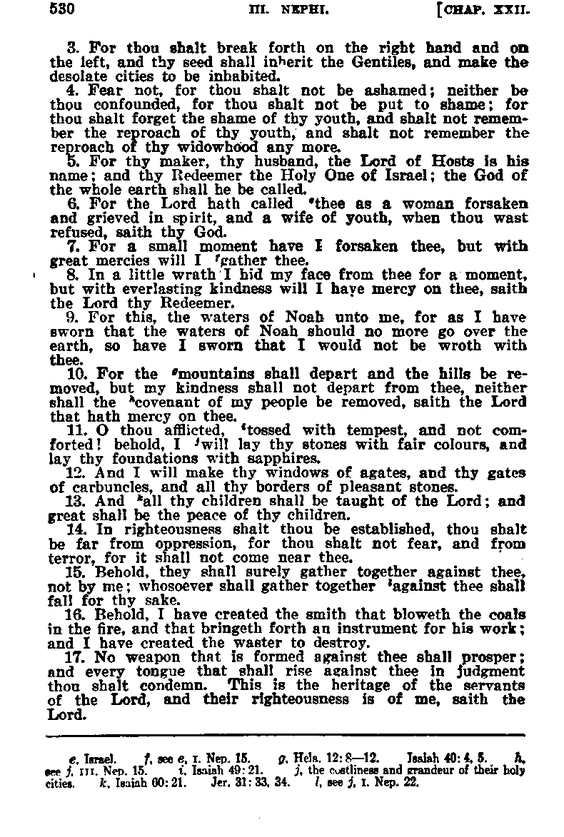 530 III. NEPHI. [CHAP. XXII.
3. For thou shalt break forth on the right hand and on
the left, and thy seed shall inherit the Gentiles, and make the
desolate cities to be inhabited.
4. Fear not, for thou shalt not be ashamed; neither be
thou confounded, for thou shalt not be put to shame; for
thou shalt forget the shame of thy youth, and shalt not remem-
ber the reproach of thy youth, and shalt not remember the
reproach of thy widowhood any more.
5. For thy maker, thy husband, the Lord of Hosts is his
name; and thy Redeemer the Holy One of Israel; the God of
the whole earth shall he be called.
6. For the Lord hath called ᵉthee as a woman forsaken
and grieved in spirit, and a wife of youth, when thou wast
refused, saith thy God.
7. For a small moment have I forsaken thee, but with
great mercies will I ᶠgather thee.
8. In a little wrath I hid my face from thee for a moment,
but with everlasting kindness will I have mercy on thee, saith
the Lord thy Redeemer.
9. For this, the waters of Noah unto me, for as I have
sworn that the waters of Noah should no more go over the
earth, so have I sworn that I would not be wroth with
thee.
10. For the ᵍmountains shall depart and the hills be re-
moved, but my kindness shall not depart from thee, neither
shall the ʰcovenant of my people be removed, saith the Lord
that hath mercy on thee.
11. O thou afflicted, ⁱtossed with tempest, and not com-
forted! behold, I ʲwill lay thy stones with fair colours, and
lay thy foundations with sapphires.
12. And I will make thy windows of agates, and thy gates
of carbuncles, and all thy borders of pleasant stones.
13. And ᵏall thy children shall be taught of the Lord; and
great shall be the peace of thy children.
14. In righteousness shalt thou be established, thou shalt
be far from oppression, for thou shalt not fear, and from
terror, for it shall not come near thee.
15. Behold, they shall surely gather together against thee,
not by me; whosoever shall gather together ˡagainst thee shall
fall for thy sake.
16. Behold, I have created the smith that bloweth the coals
in the fire, and that bringeth forth an instrument for his work;
and I have created the waster to destroy.
17. No weapon that is formed against thee shall prosper;
and every tongue that shall rise against thee in judgment
thou shalt condemn. This is the heritage of the servants
of the Lord, and their righteousness is of me, saith the
Lord.
e, Israel. f, see e, I. Nep. 15. g, Hela. 12: 8—12. Isaiah 40: 4, 5. h,
see j, III. Nep. 15. i, Isaiah 49: 21. j, the costliness and grandeur of their holy
cities. k, Isaiah 60: 21. Jer. 31: 33, 34. l, see j, I. Nep. 22.